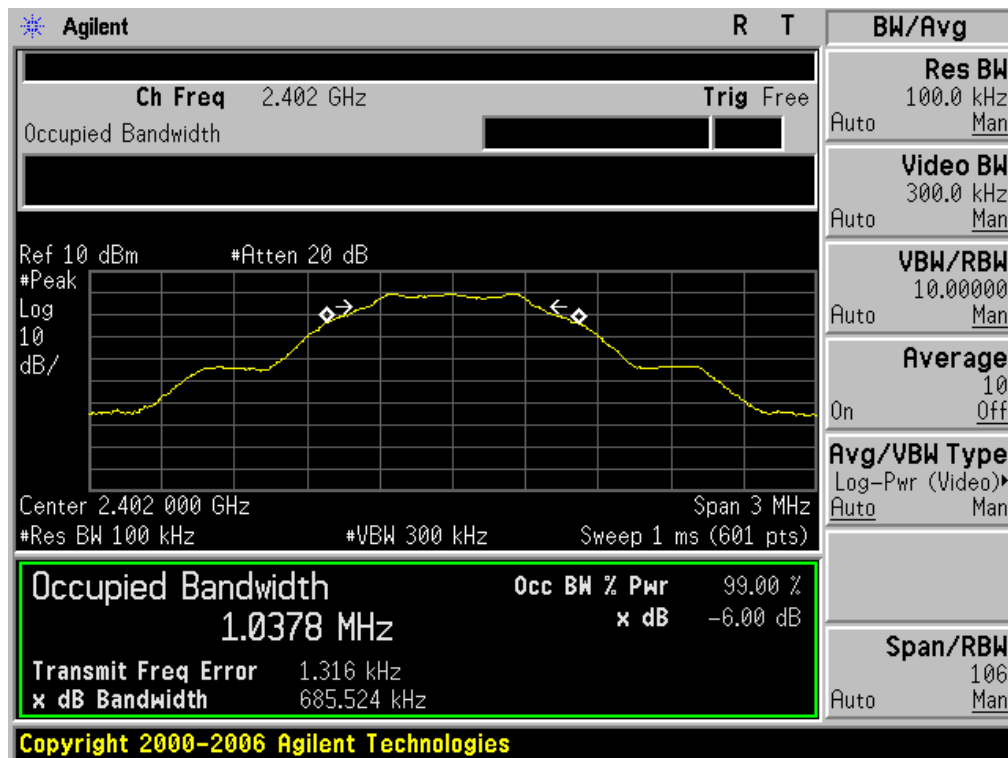 Agilent R T
Ch Freq 2.402 GHz Trig Free
Occupied Bandwidth
Ref 10 dBm #Atten 20 dB
#Peak
Log
10
dB/
Center 2.402 000 GHz Span 3 MHz
#Res BW 100 kHz #VBW 300 kHz Sweep 1 ms (601 pts)
Occupied Bandwidth Occ BW % Pwr 99.00 %
1.0378 MHz x dB -6.00 dB
Transmit Freq Error 1.316 kHz
x dB Bandwidth 685.524 kHz
Copyright 2000-2006 Agilent Technologies
BW/Avg
Res BW
100.0 kHz
Auto Man
Video BW
300.0 kHz
Auto Man
VBW/RBW
10.00000
Auto Man
Average
10
On Off
Avg/VBW Type
Log-Pwr (Video)
Auto Man
Span/RBW
106
Auto Man